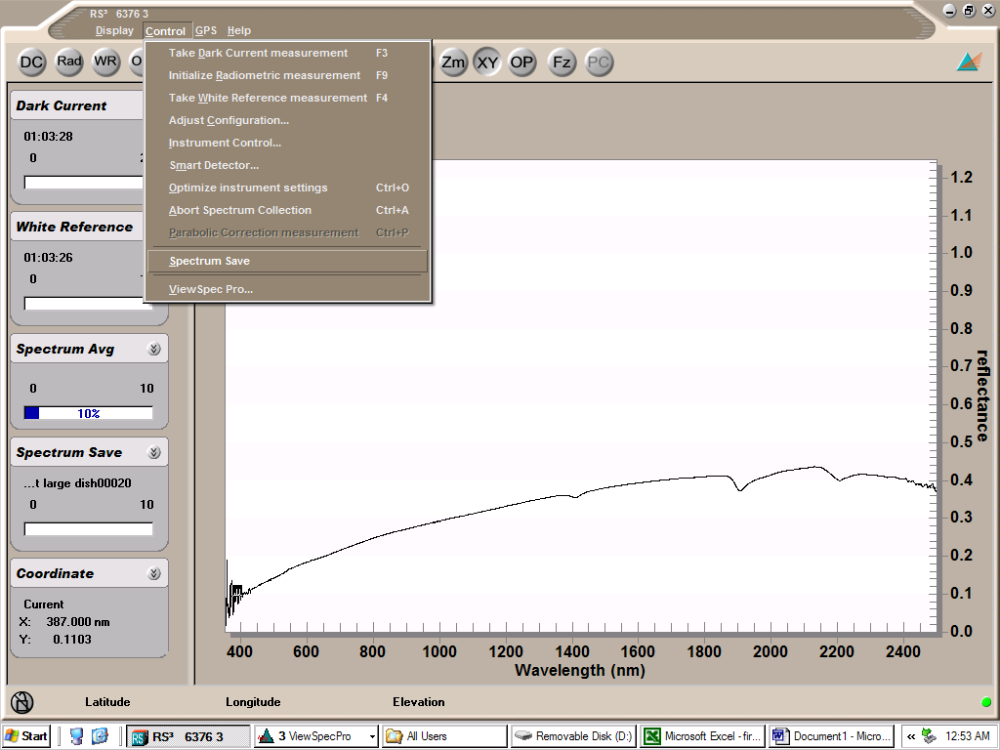 RS³ 6376 3
Display Control GPS Help
DC Rad WR O Zm XY OP Fz PC
Take Dark Current measurement F3
Initialize Radiometric measurement F9
Take White Reference measurement F4
Adjust Configuration...
Instrument Control...
Smart Detector...
Optimize instrument settings Ctrl+O
Abort Spectrum Collection Ctrl+A
Parabolic Correction measurement Ctrl+P
Spectrum Save
ViewSpec Pro...
Dark Current
01:03:28
0
White Reference
01:03:26
0
Spectrum Avg
0 10
10%
Spectrum Save
...t large dish00020
0 10
Coordinate
Current
X: 387.000 nm
Y: 0.1103
1.2
1.1
1.0
0.9
0.8
0.7
0.6
0.5
0.4
0.3
0.2
0.1
0.0
reflectance
400 600 800 1000 1200 1400 1600 1800 2000 2200 2400
Wavelength (nm)
Latitude Longitude Elevation
Start RS³ 6376 3 3 ViewSpecPro All Users Removable Disk (D:) Microsoft Excel - fir... Document1 - Micro... « 12:53 AM